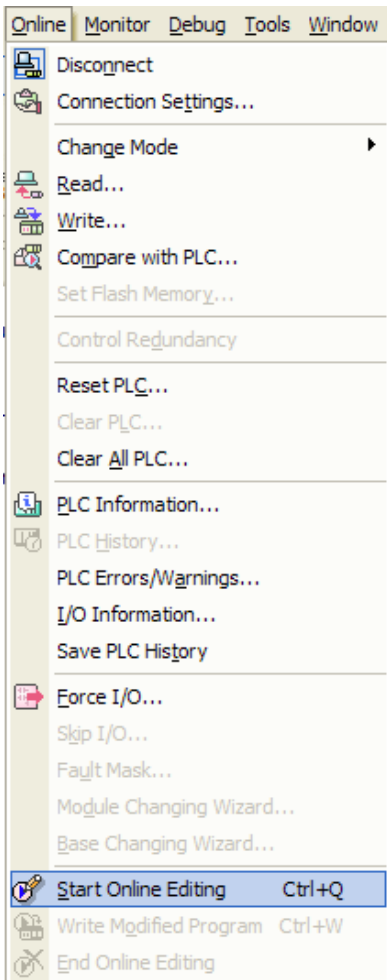 Online Monitor Debug Tools Window
Disconnect
Connection Settings...
Change Mode
Read...
Write...
Compare with PLC...
Set Flash Memory...
Control Redundancy
Reset PLC...
Clear PLC...
Clear All PLC...
PLC Information...
PLC History...
PLC Errors/Warnings...
I/O Information...
Save PLC History
Force I/O...
Skip I/O...
Fault Mask...
Module Changing Wizard...
Base Changing Wizard...
Start Online Editing Ctrl+Q
Write Modified Program Ctrl+W
End Online Editing